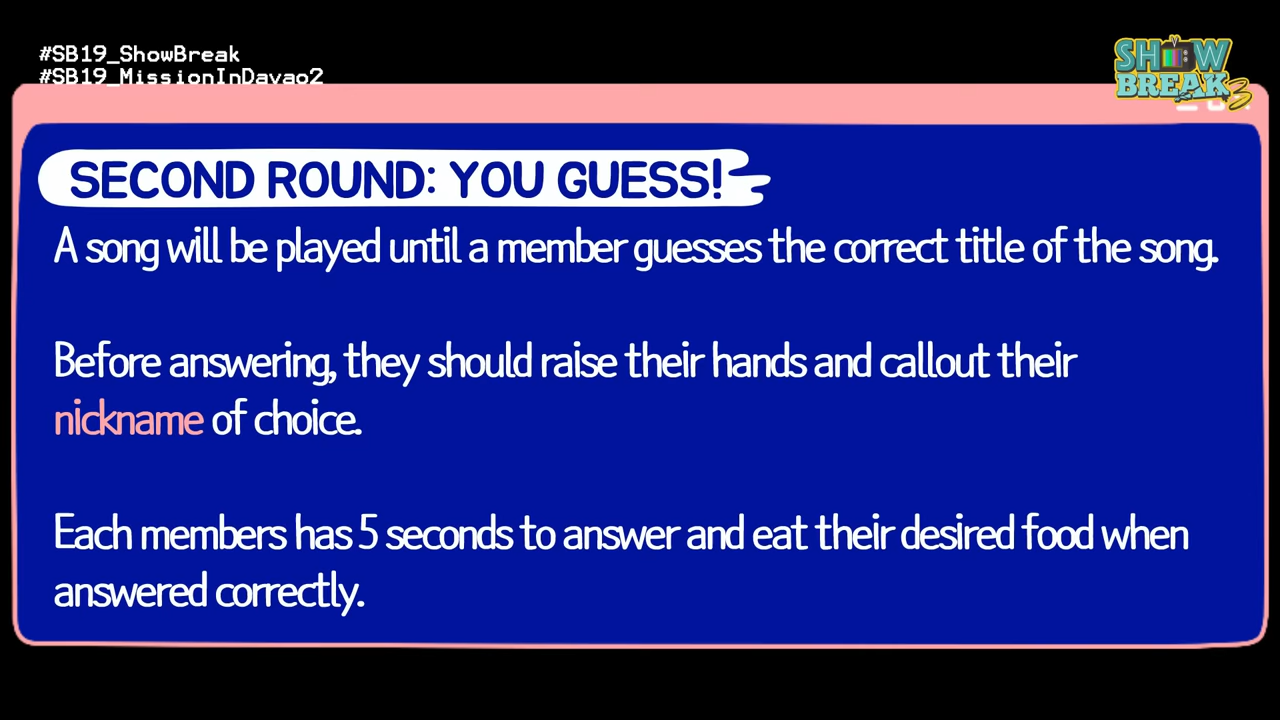 #SB19_ShowBreak
#SB19_MissionInDavao2
SHOW
BREAK 3
SECOND ROUND: YOU GUESS!
A song will be played until a member guesses the correct title of the song.
Before answering, they should raise their hands and callout their
nickname of choice.
Each members has 5 seconds to answer and eat their desired food when
answered correctly.